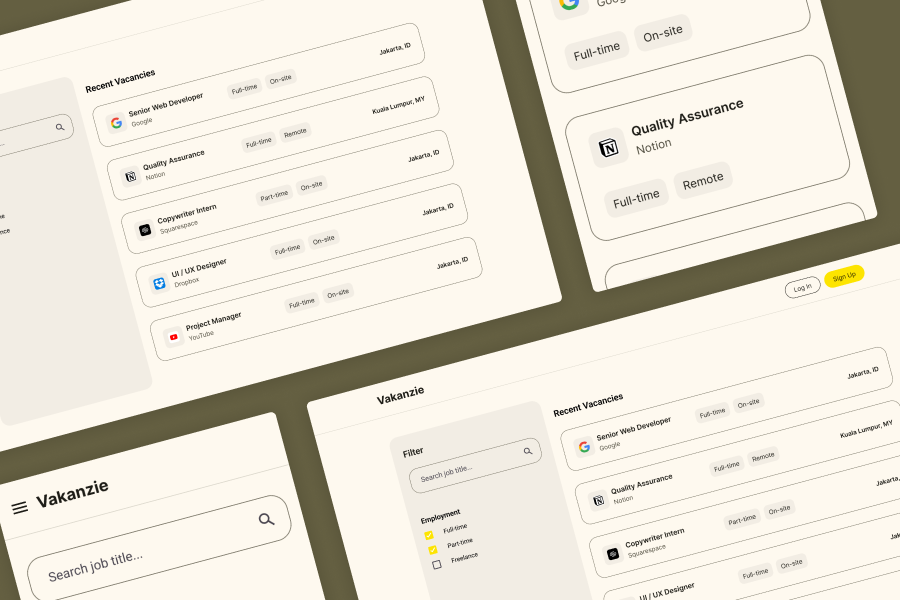 Recent Vacancies
Senior Web Developer
Google
Full-time
On-site
Jakarta, ID
Quality Assurance
Notion
Full-time
Remote
Kuala Lumpur, MY
Copywriter Intern
Squarespace
Part-time
On-site
Jakarta, ID
UI / UX Designer
Dropbox
Full-time
On-site
Jakarta, ID
Project Manager
YouTube
Full-time
On-site
Jakarta, ID
Full-time
On-site
Quality Assurance
Notion
Full-time
Remote
Vakanzie
Search job title...
Vakanzie
Log In
Sign Up
Filter
Search job title...
Employment
Full-time
Part-time
Freelance
Recent Vacancies
Senior Web Developer
Google
Full-time
On-site
Jakarta, ID
Quality Assurance
Notion
Full-time
Remote
Kuala Lumpur, MY
Copywriter Intern
Squarespace
Part-time
On-site
UI / UX Designer
Full-time
On-site